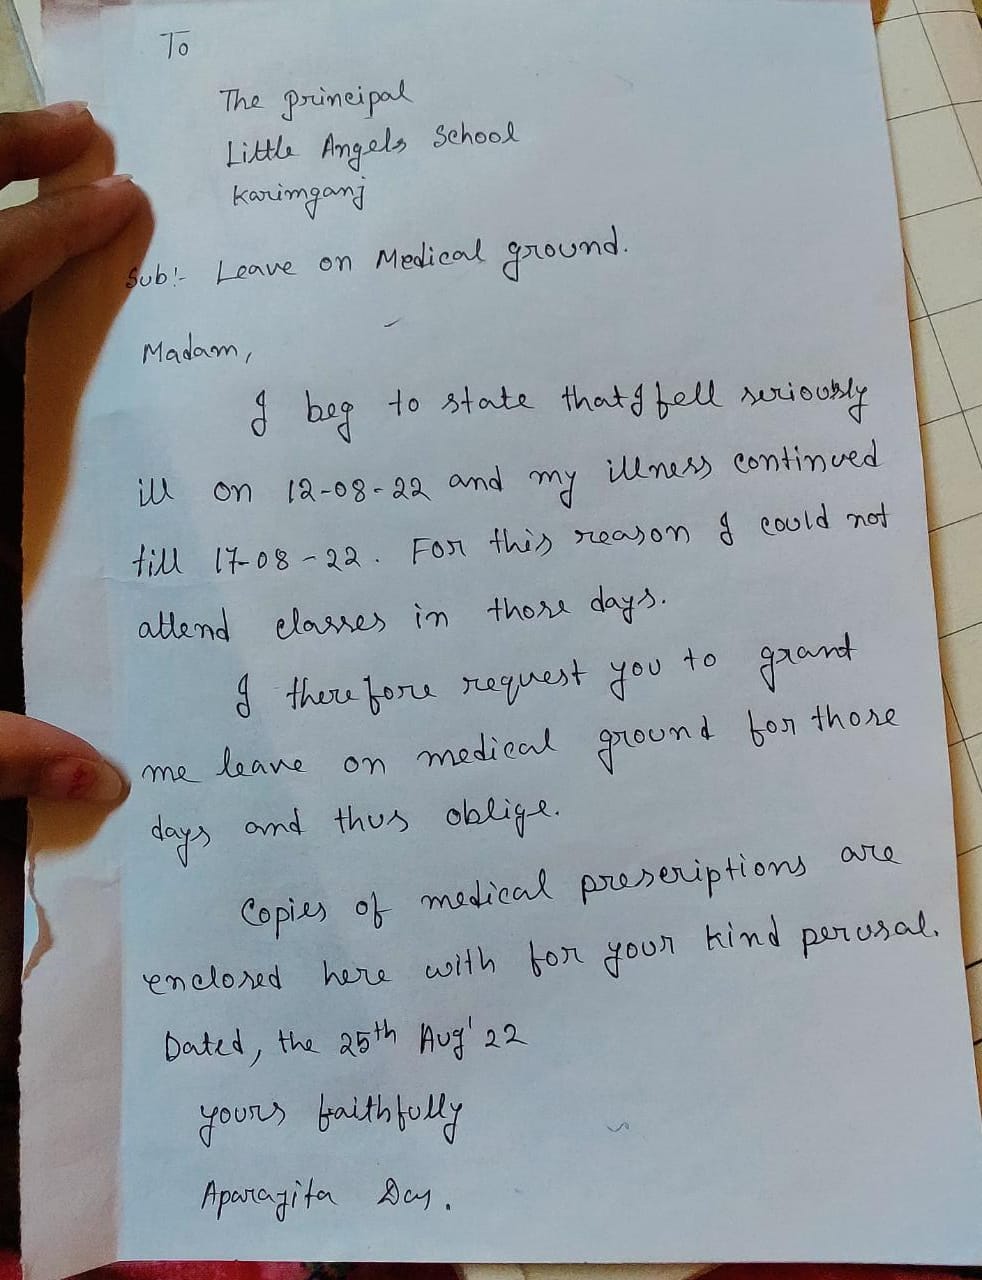 To
The principal
Little Angels School
Karimganj
Sub:- Leave on Medical ground.
Madam,
I beg to state that I fell seriously
ill on 12-08-22 and my illness continued
till 17-08-22. For this reason I could not
attend classes in those days.
I therefore request you to grant
me leave on medical ground for those
days and thus oblige.
Copies of medical prescriptions are
enclosed here with for your kind perusal.
Dated, the 25th Aug' 22
yours faithfully
Aparajita Das.